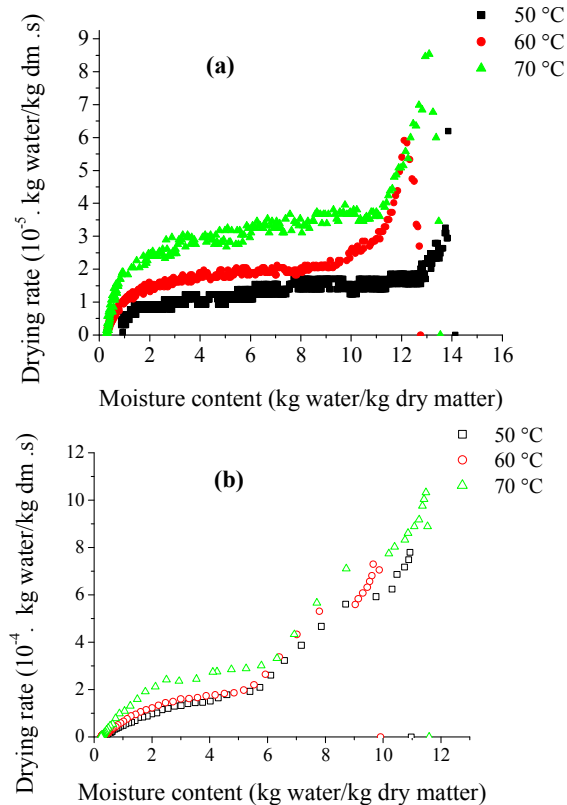 (a)
50 °C
60 °C
70 °C
Drying rate (10⁻⁵. kg water/kg dm .s)
9
8
7
6
5
4
3
2
1
0
0 2 4 6 8 10 12 14 16
Moisture content (kg water/kg dry matter)
(b)
50 °C
60 °C
70 °C
Drying rate (10⁻⁴. kg water/kg dm .s)
12
10
8
6
4
2
0
0 2 4 6 8 10 12
Moisture content (kg water/kg dry matter)